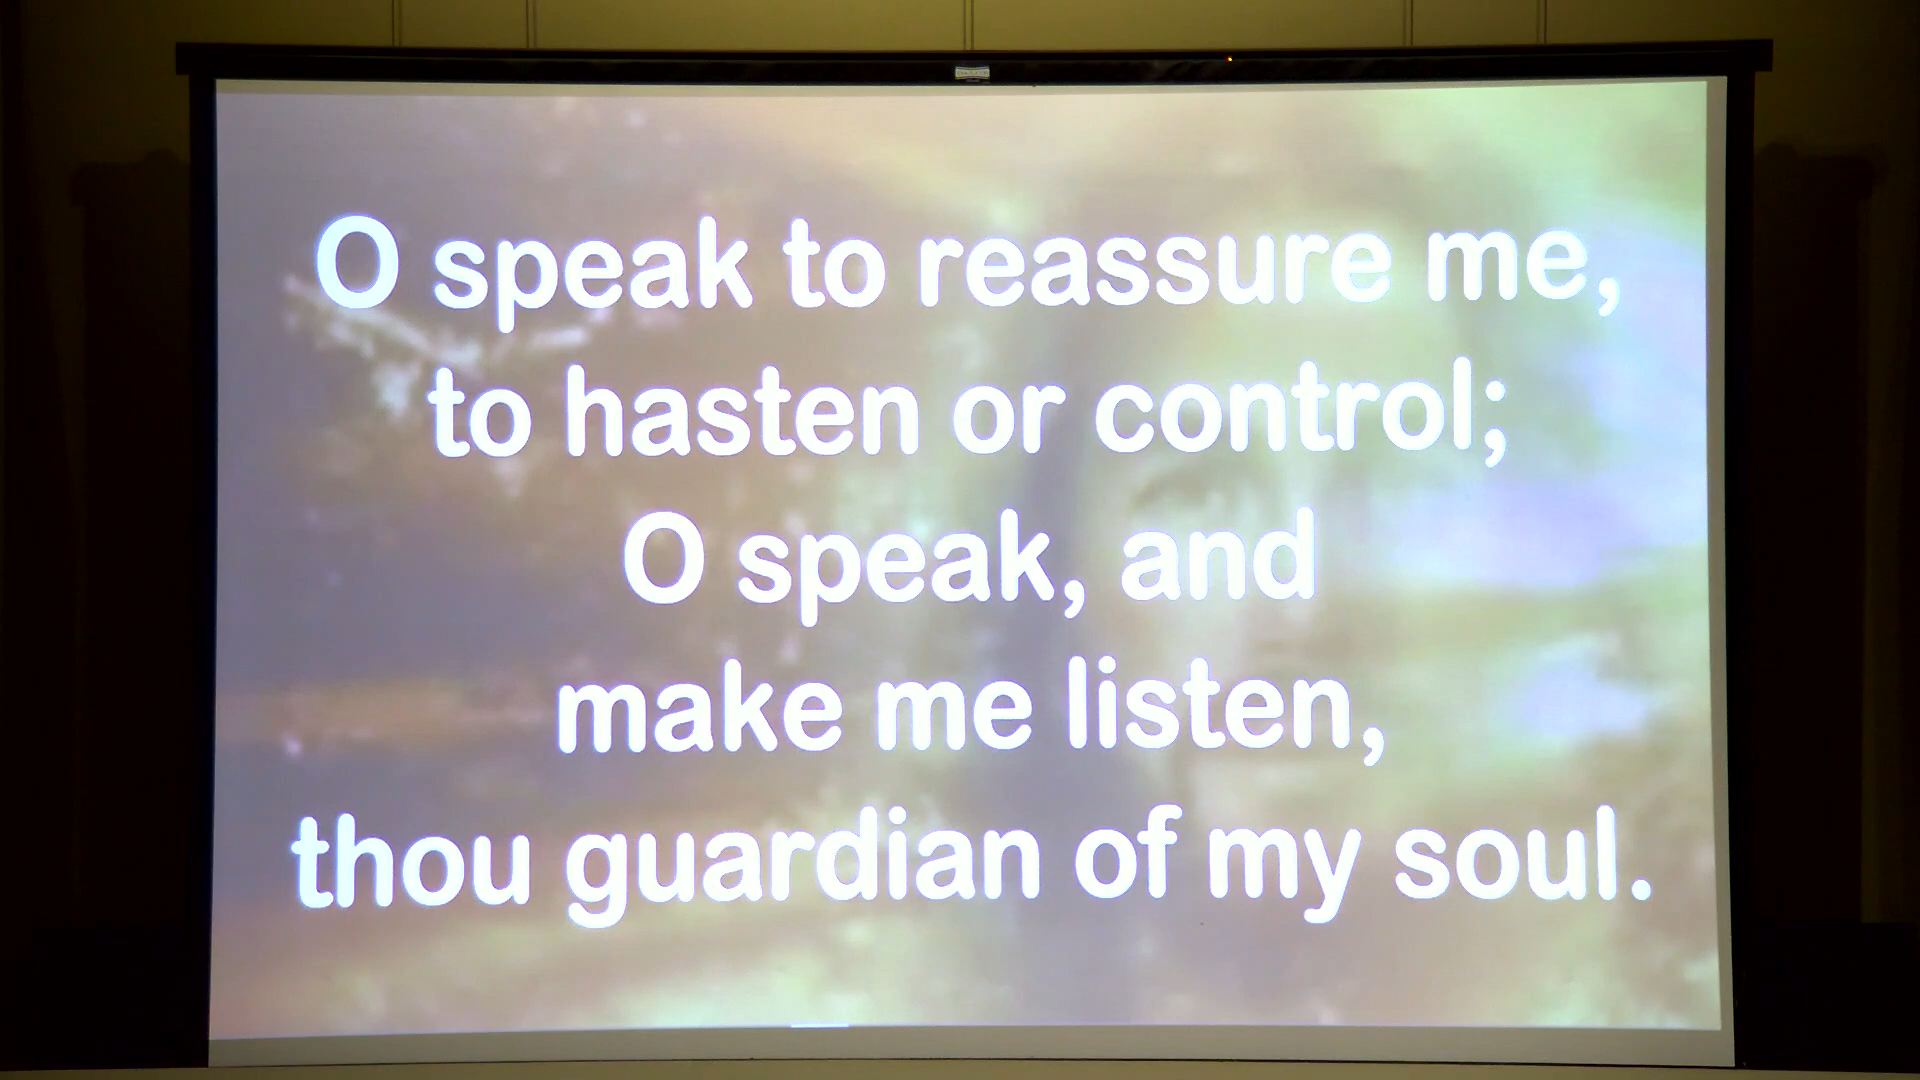 O speak to reassure me,
to hasten or control;
O speak, and
make me listen,
thou guardian of my soul.